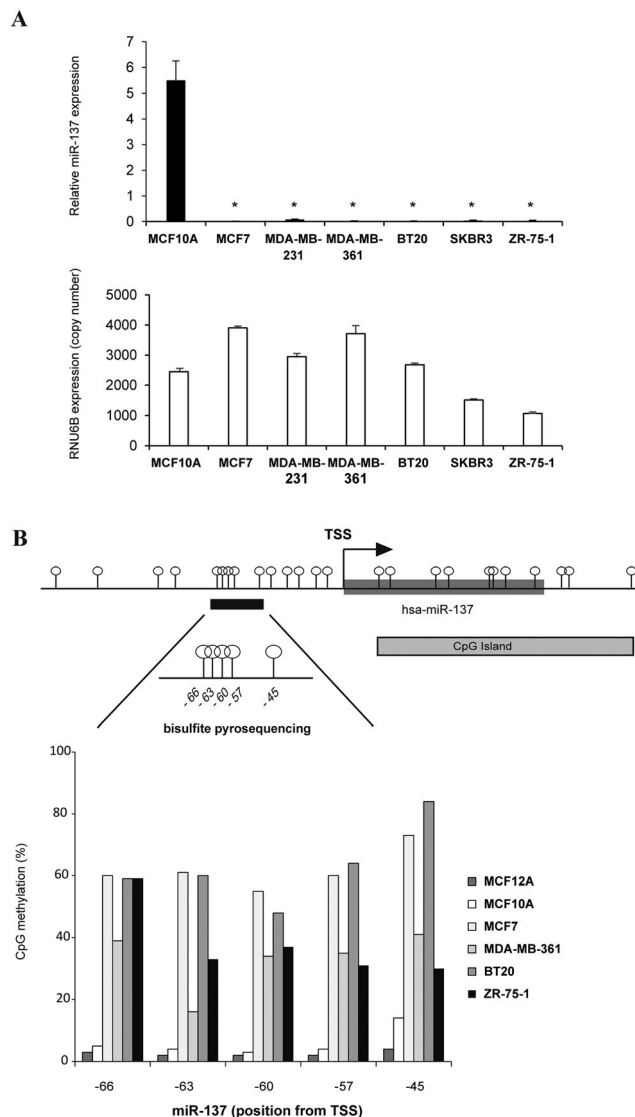 A
Relative miR-137 expression
7
6
5
4
3
2
1
0
* * * * * *
MCF10A MCF7 MDA-MB-231 MDA-MB-361 BT20 SKBR3 ZR-75-1
RNU6B expression (copy number)
5000
4000
3000
2000
1000
0
MCF10A MCF7 MDA-MB-231 MDA-MB-361 BT20 SKBR3 ZR-75-1
B
TSS
hsa-miR-137
CpG Island
- 66 - 63 - 60 - 57 - 45
bisulfite pyrosequencing
CpG methylation (%)
100
80
60
40
20
0
MCF12A
MCF10A
MCF7
MDA-MB-361
BT20
ZR-75-1
-66 -63 -60 -57 -45
miR-137 (position from TSS)